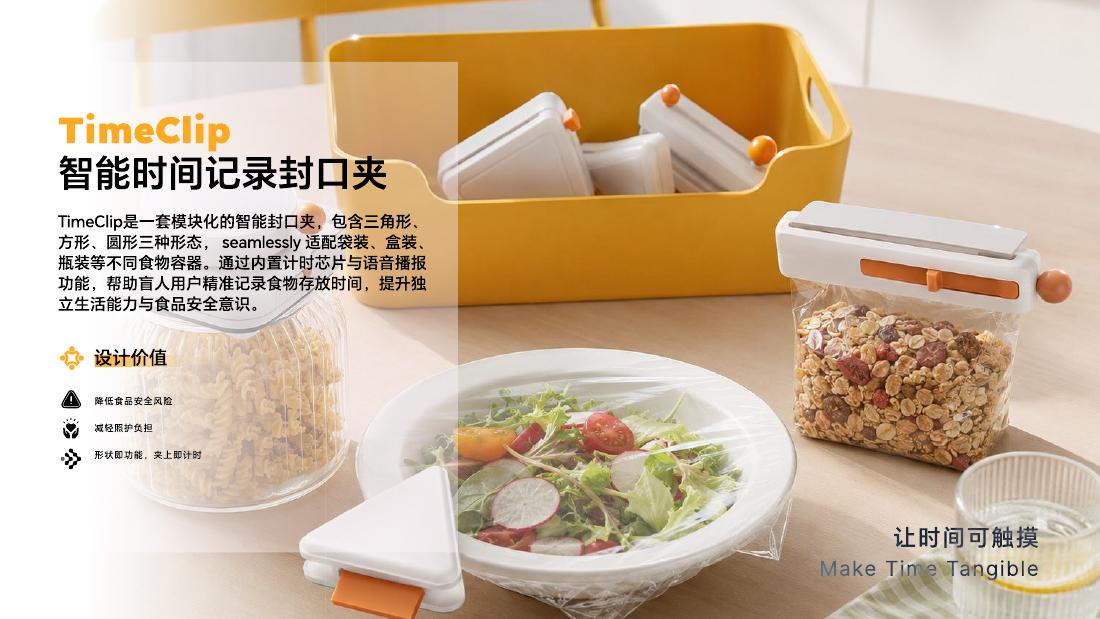 TimeClip
智能时间记录封口夹
TimeClip是一套模块化的智能封口夹，包含三角形、
方形、圆形三种形态， seamlessly 适配袋装、盒装、
瓶装等不同食物容器。通过内置计时芯片与语音播报
功能，帮助盲人用户精准记录食物存放时间，提升独
立生活能力与食品安全意识。
设计价值
降低食品安全风险
减轻照护负担
形状即功能，夹上即计时
让时间可触摸
Make Time Tangible